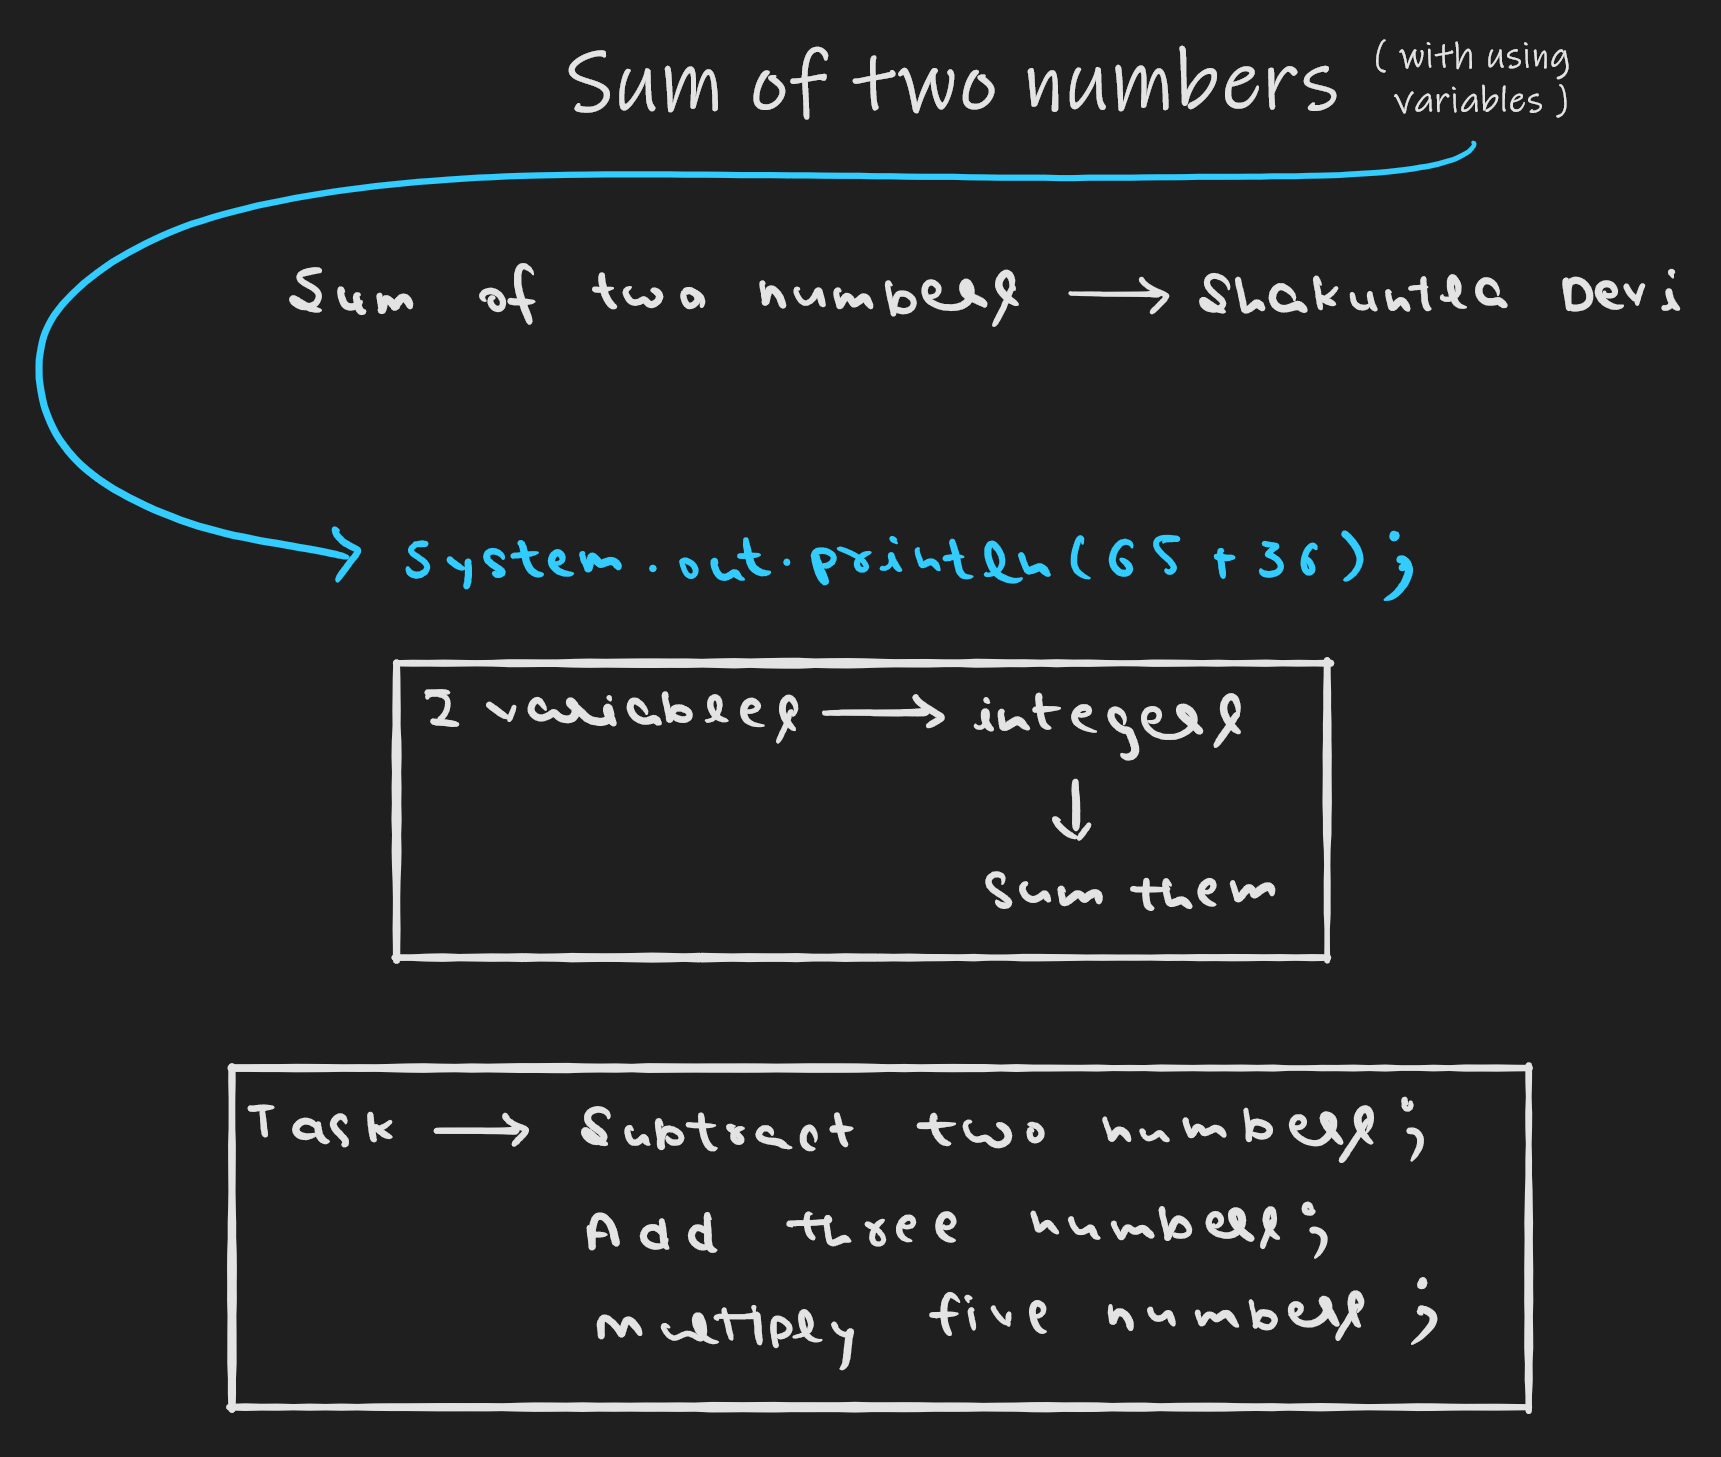 Sum of two numbers (with using
variables)
Sum of two numbers → Shakuntla Devi
System.out.println(65+36);
2 variables → integers
↓
Sum them
Task → Subtract two numbers;
Add three numbers;
multiply five numbers;